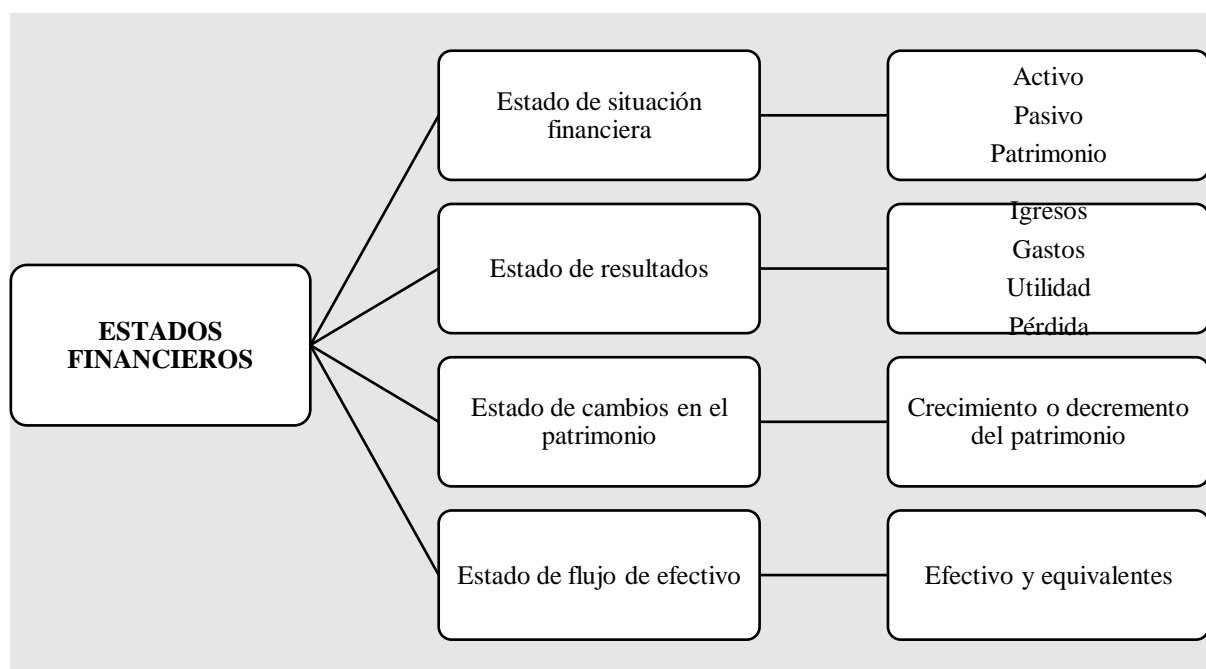 ESTADOS
FINANCIEROS
Estado de situación
financiera
Activo
Pasivo
Patrimonio
Estado de resultados
Igresos
Gastos
Utilidad
Pérdida
Estado de cambios en el
patrimonio
Crecimiento o decremento
del patrimonio
Estado de flujo de efectivo
Efectivo y equivalentes